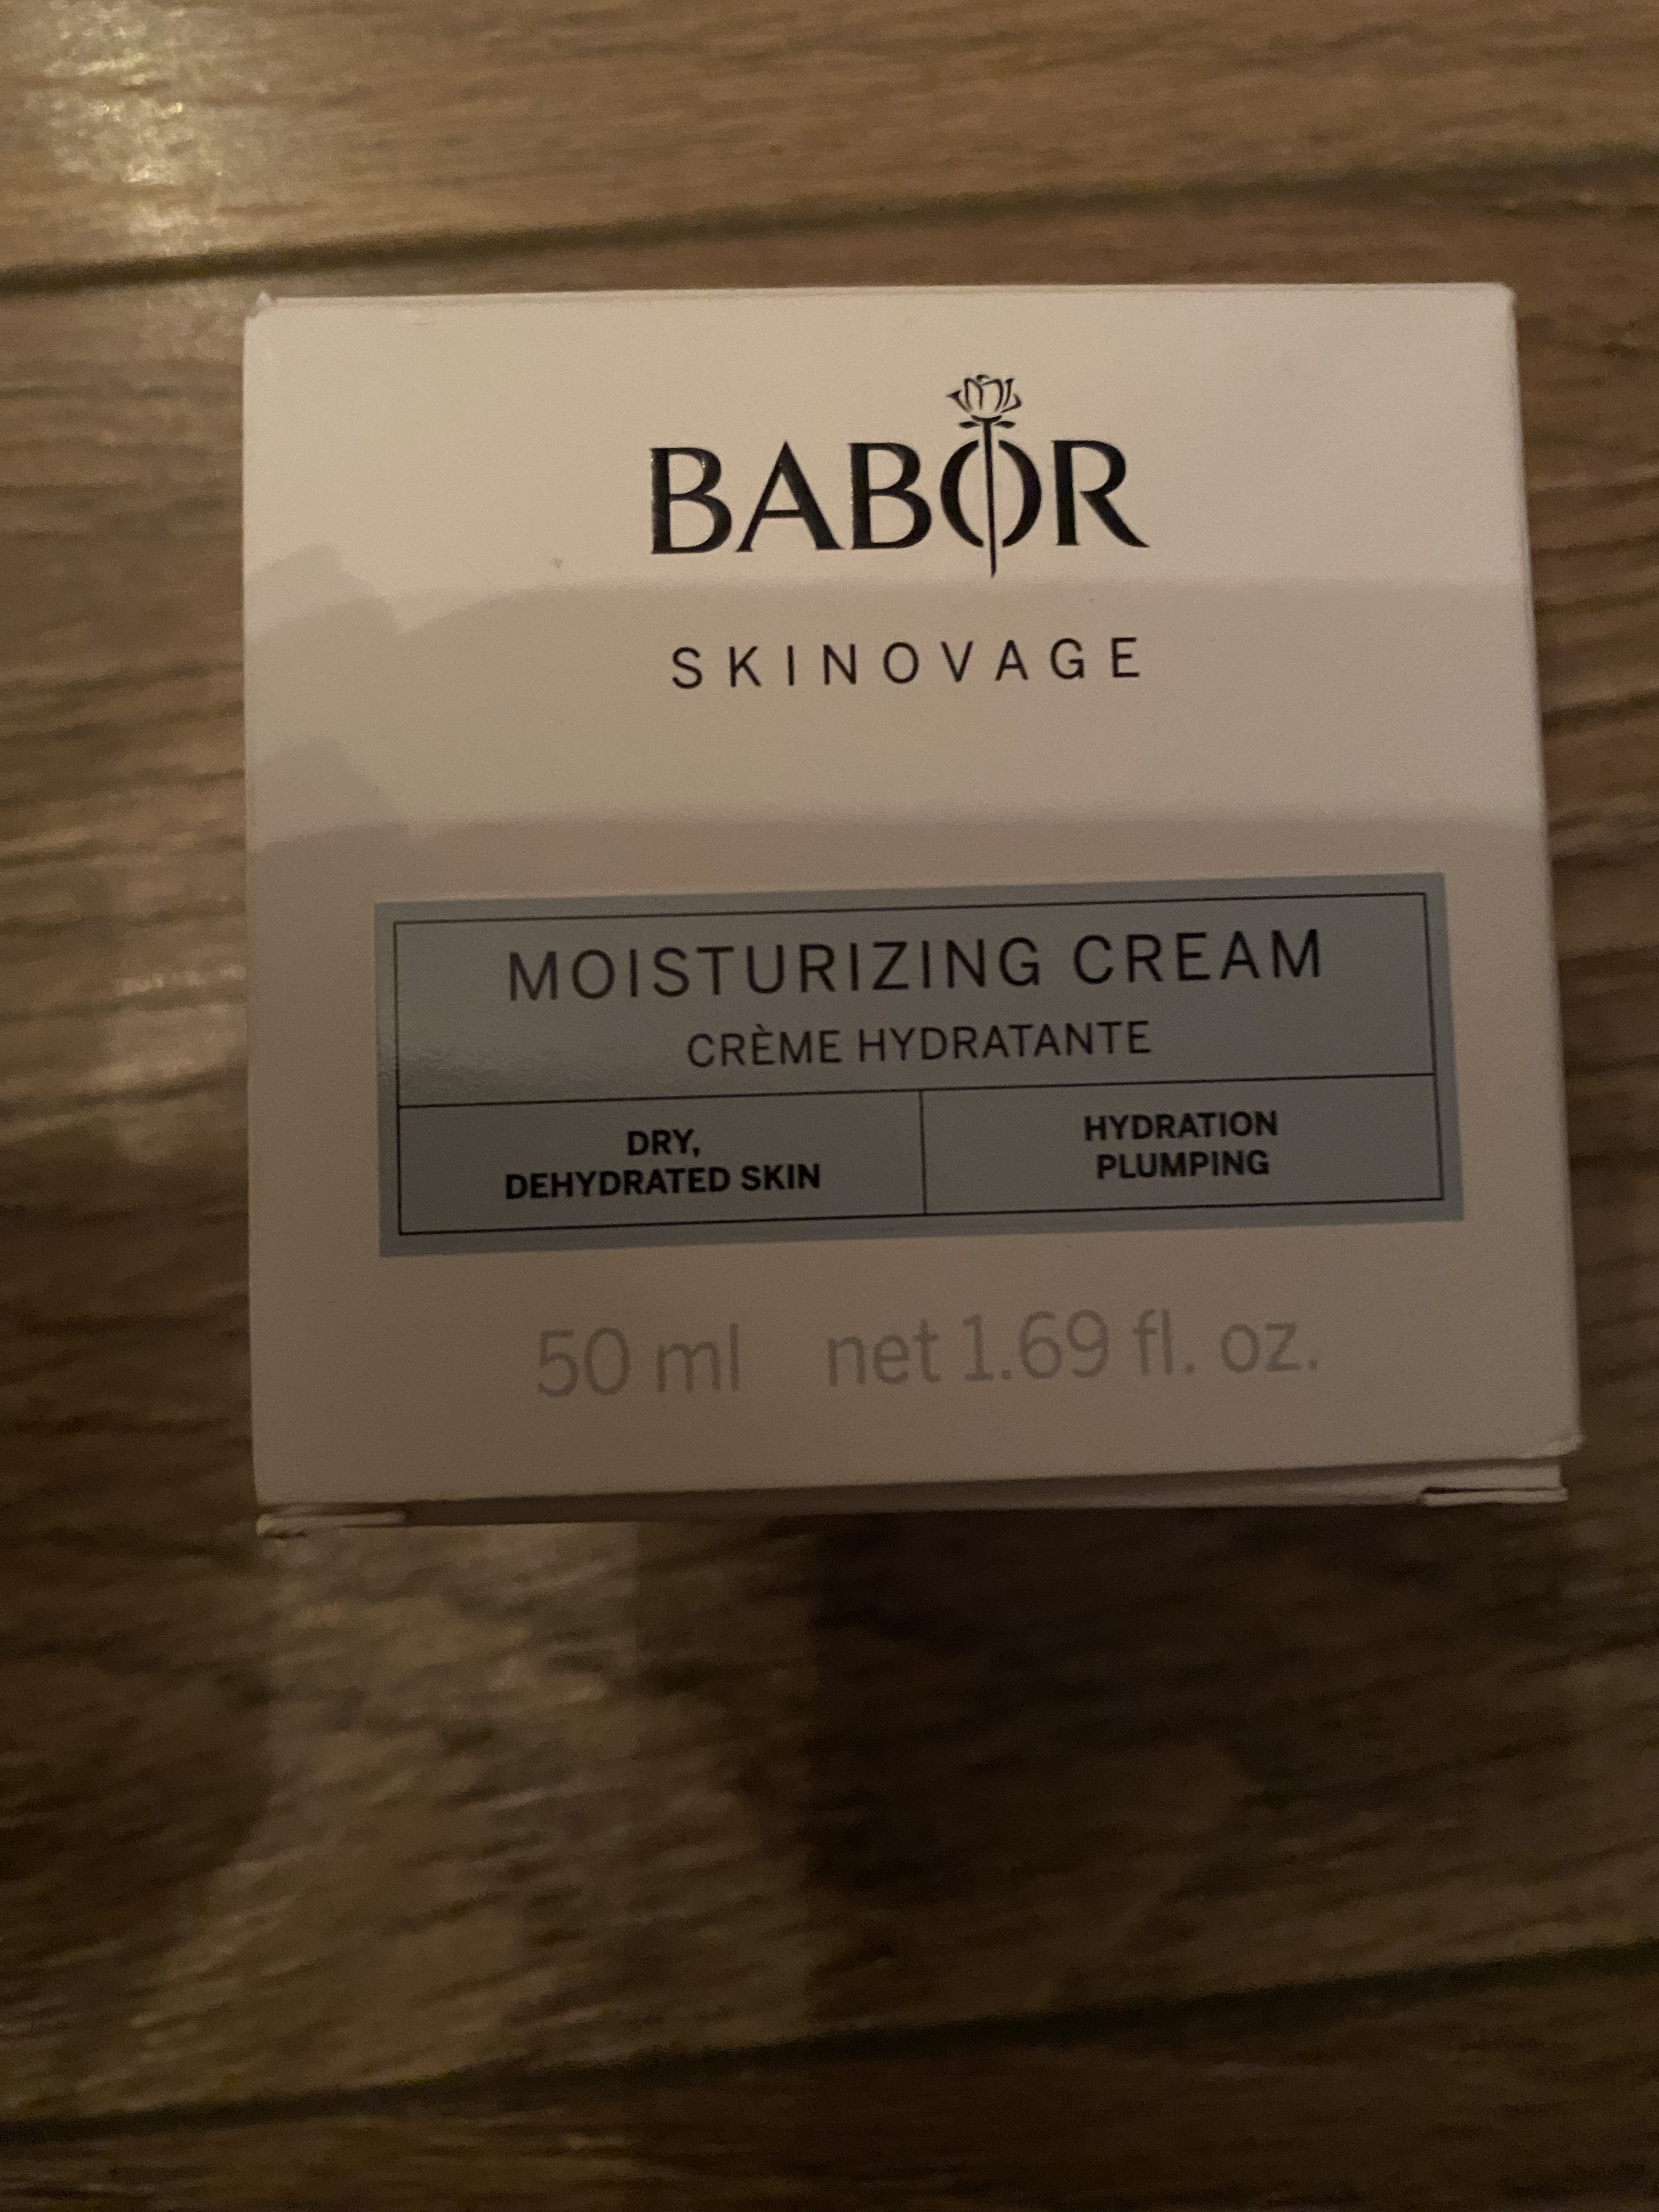 BABOR
SKINOVAGE
MOISTURIZING CREAM
CRÈME HYDRATANTE
DRY,
DEHYDRATED SKIN
HYDRATION
PLUMPING
50 ml net 1.69 fl. oz.